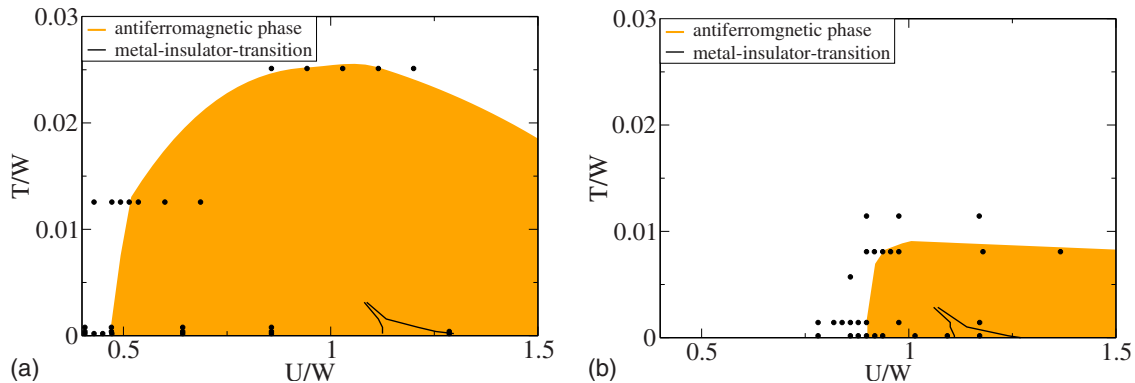 0.03
antiferromagnetic phase
metal-insulator-transition
0.02
T/W
0.01
0
0.5
1
1.5
U/W
(a)
0.03
antiferromgnetic phase
metal-insulator-transition
0.02
T/W
0.01
0
0.5
1
1.5
U/W
(b)